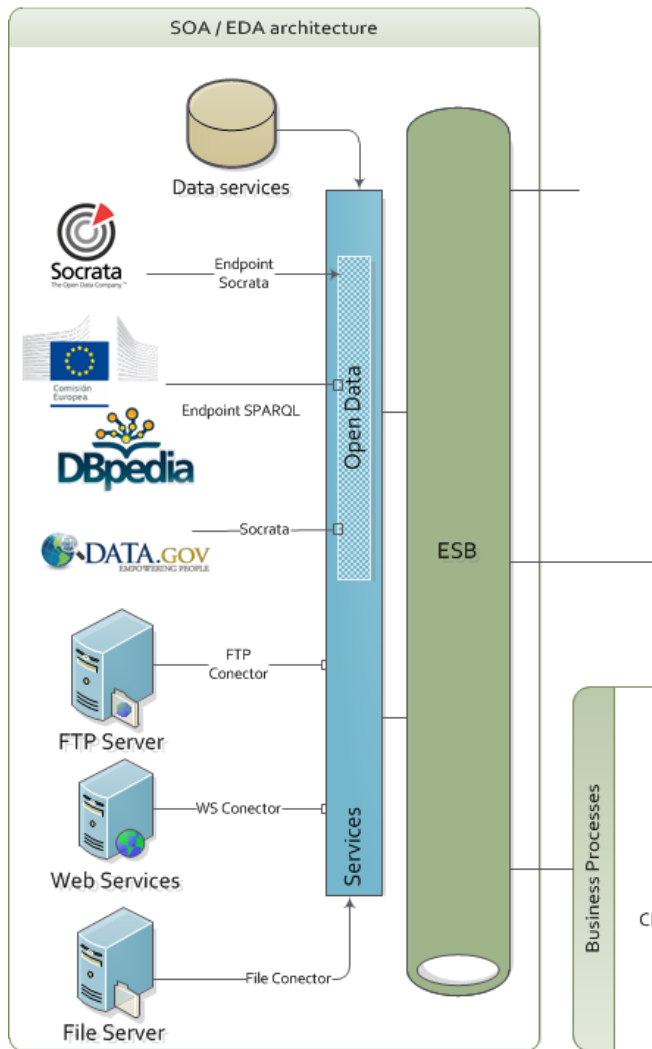 SOA / EDA architecture
Data services
Socrata
The Open Data Company™
Endpoint
Socrata
Comisión
Europea
Endpoint SPARQL
DBpedia
Socrata
DATA.GOV
EMPOWERING PEOPLE
Open Data
ESB
FTP
Conector
FTP Server
WS Conector
Web Services
Services
File Conector
File Server
Business Processes